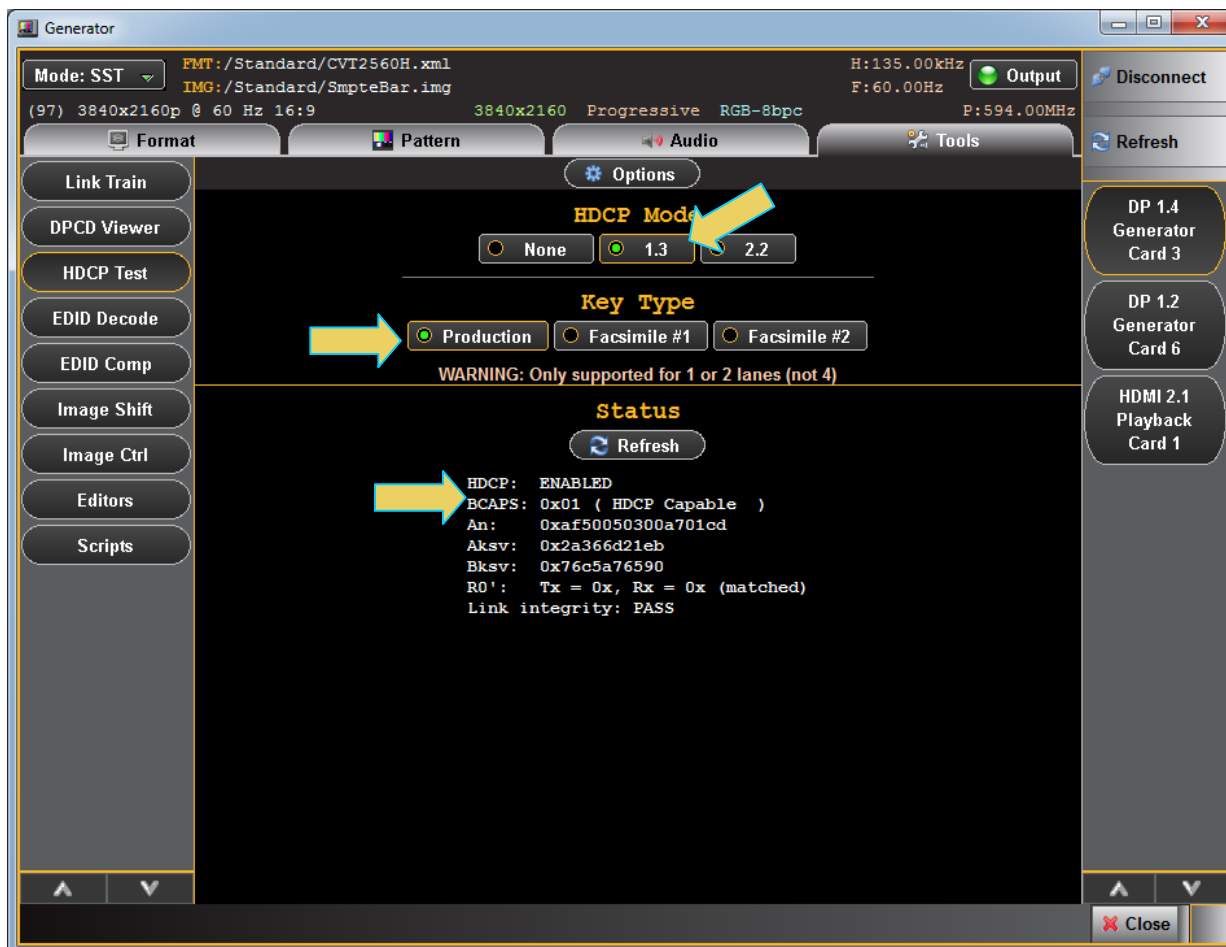 Generator
Mode: SST
FMT:/Standard/CVT2560H.xml
IMG:/Standard/SmpteBar.img
H:135.00kHz
F:60.00Hz
Output
(97) 3840x2160p @ 60 Hz 16:9
3840x2160 Progressive RGB-8bpc
P:594.00MHz
Disconnect
Refresh
Format
Pattern
Audio
Tools
Link Train
DPCD Viewer
HDCP Test
EDID Decode
EDID Comp
Image Shift
Image Ctrl
Editors
Scripts
Options
HDCP Mode
None
1.3
2.2
Key Type
Production
Facsimile #1
Facsimile #2
WARNING: Only supported for 1 or 2 lanes (not 4)
Status
Refresh
HDCP: ENABLED
BCAPS: 0x01 ( HDCP Capable )
An: 0xaf50050300a701cd
Aksv: 0x2a366d21eb
Bksv: 0x76c5a76590
R0': Tx = 0x, Rx = 0x (matched)
Link integrity: PASS
DP 1.4
Generator
Card 3
DP 1.2
Generator
Card 6
HDMI 2.1
Playback
Card 1
Close